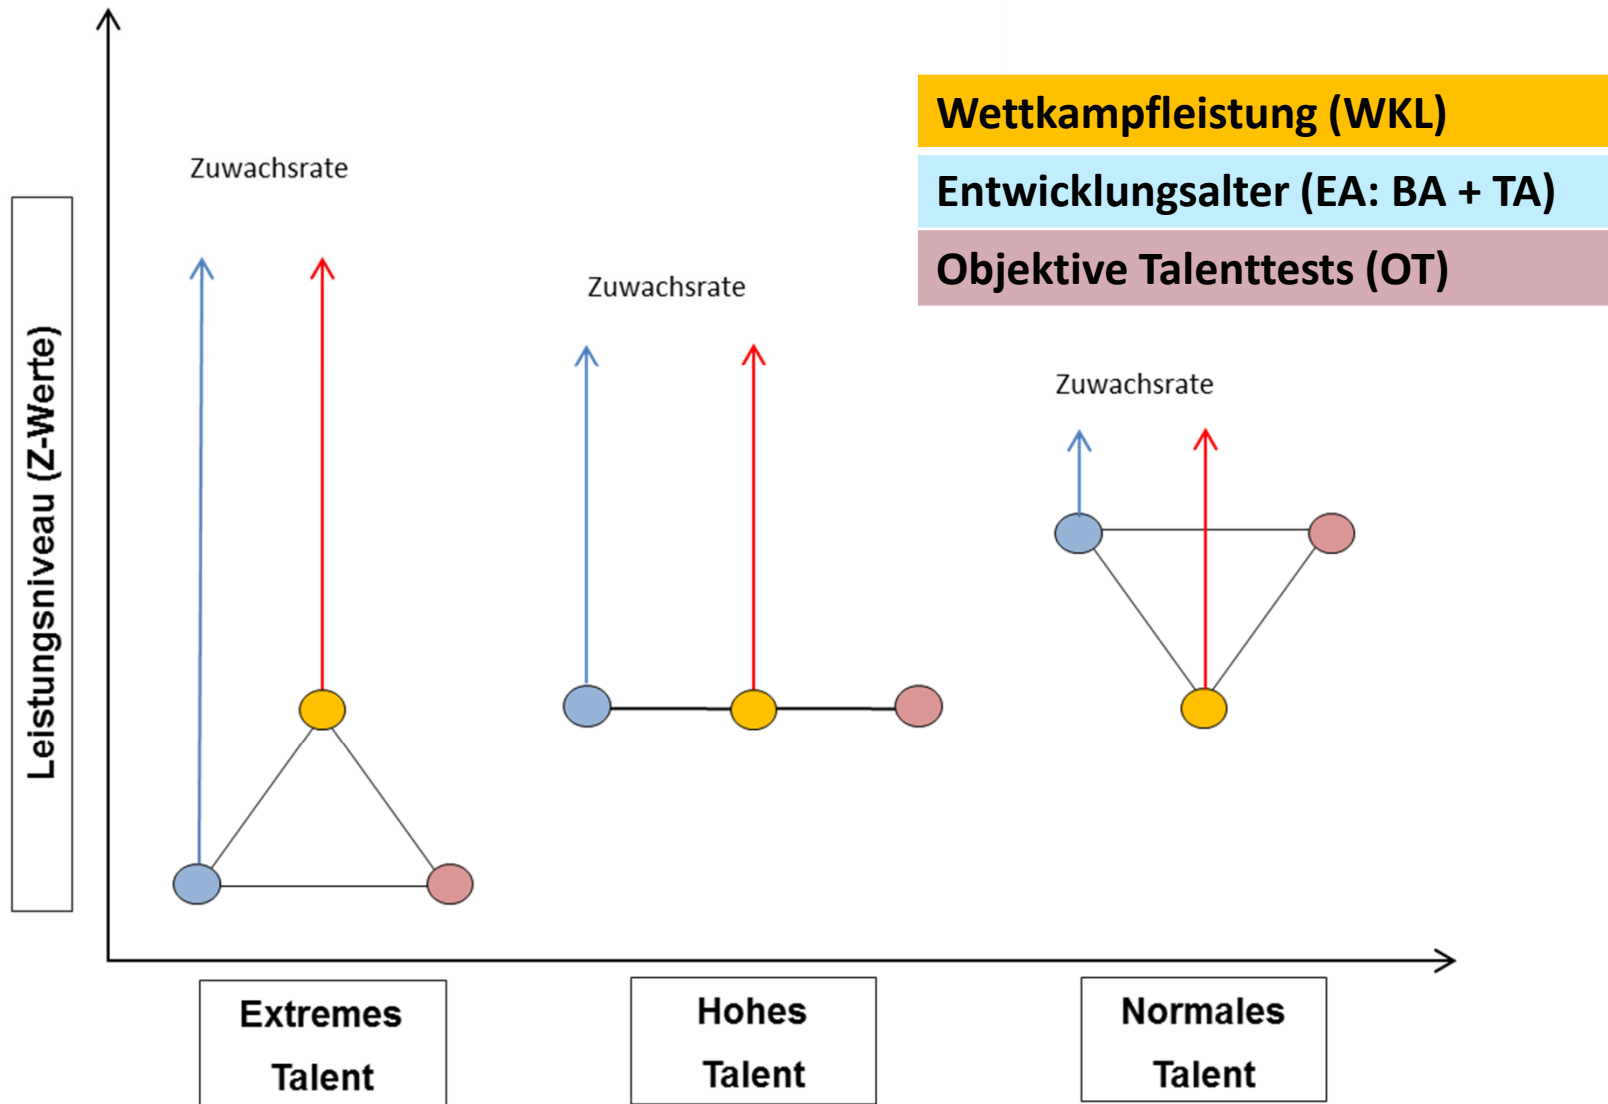 Wettkampfleistung (WKL)
Entwicklungsalter (EA: BA + TA)
Objektive Talenttests (OT)
Zuwachsrate
Zuwachsrate
Zuwachsrate
Leistungsniveau (Z-Werte)
Extremes
Talent
Hohes
Talent
Normales
Talent